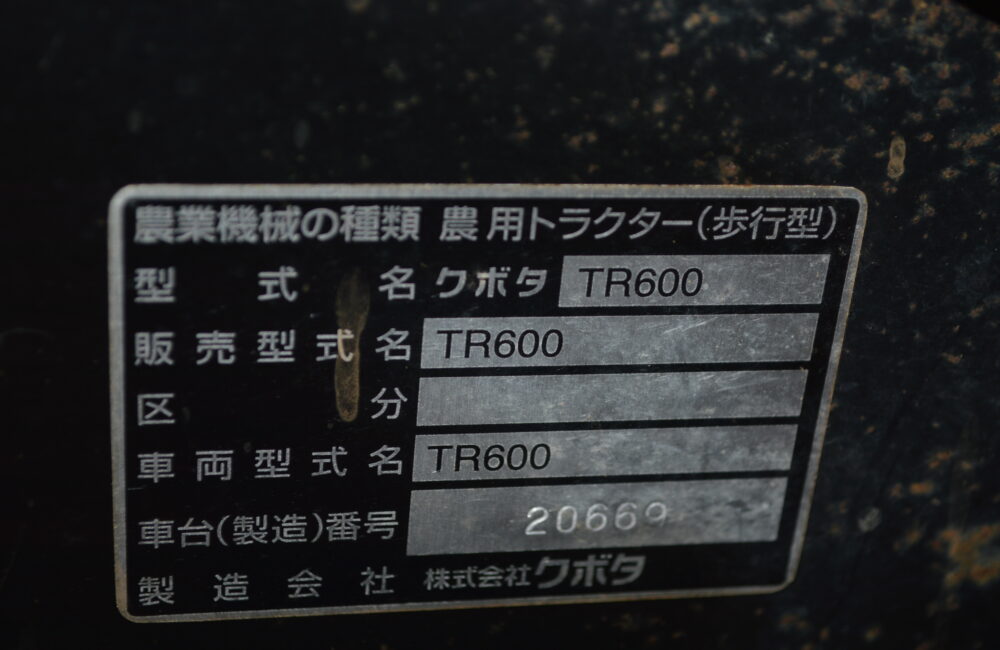 農業機械の種類 農用トラクター(歩行型)
型式名 クボタ TR600
販売型式名 TR600
区分
車両型式名 TR600
車台(製造)番号 20669
製造会社 株式会社クボタ